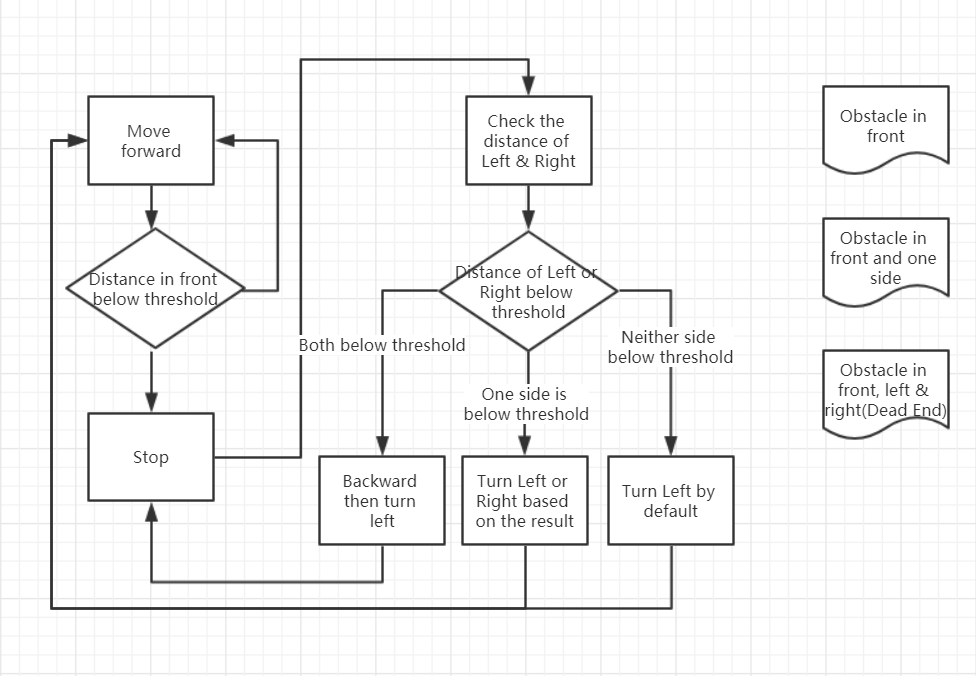 Move
forward
Distance in front
below threshold
Stop
Check the
distance of
Left & Right
Distance of Left or
Right below
threshold
Both below threshold
One side is
below threshold
Neither side
below threshold
Backward
then turn
left
Turn Left or
Right based
on the result
Turn Left by
default
Obstacle in
front
Obstacle in
front and one
side
Obstacle in
front, left &
right(Dead End)